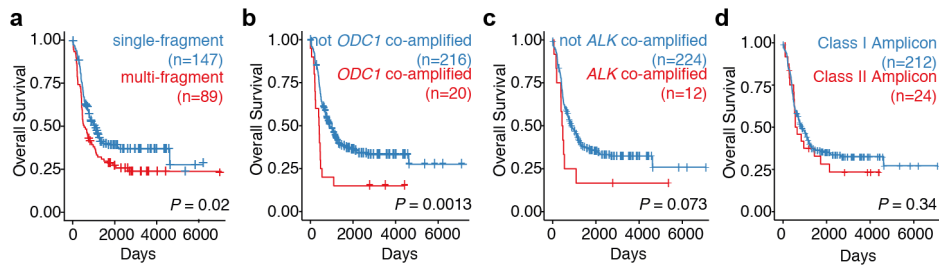 a
1.00
0.75
0.50
0.25
0.00
Overall Survival
single-fragment
(n=147)
multi-fragment
(n=89)
P = 0.02
0 2000 4000 6000
Days
b
1.00
0.75
0.50
0.25
0.00
Overall Survival
not ODC1 co-amplified
(n=216)
ODC1 co-amplified
(n=20)
P = 0.0013
0 2000 4000 6000
Days
c
1.00
0.75
0.50
0.25
0.00
Overall Survival
not ALK co-amplified
(n=224)
ALK co-amplified
(n=12)
P = 0.073
0 2000 4000 6000
Days
d
1.00
0.75
0.50
0.25
0.00
Overall Survival
Class I Amplicon
(n=212)
Class II Amplicon
(n=24)
P = 0.34
0 2000 4000 6000
Days